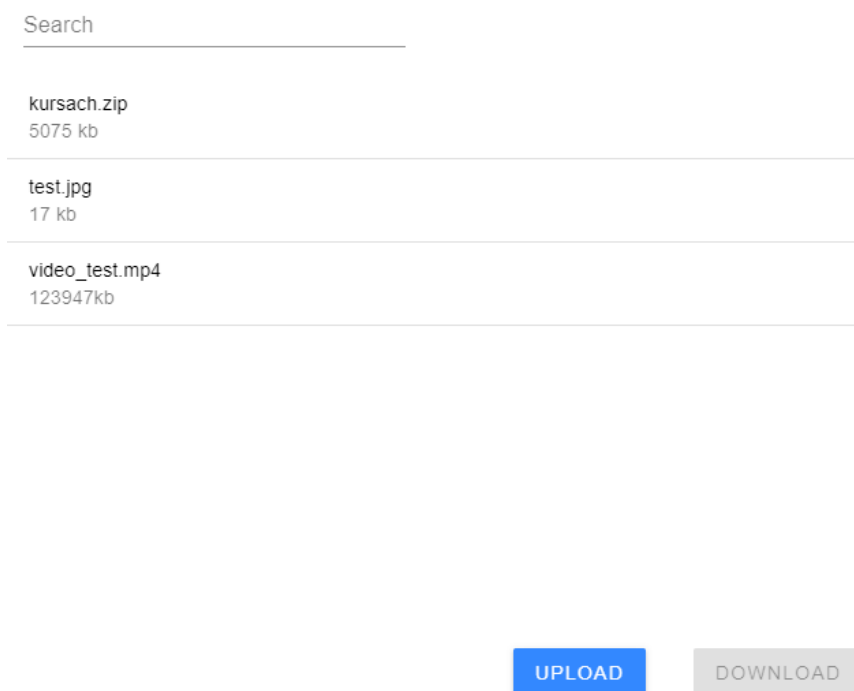 Search
kursach.zip
5075 kb
test.jpg
17 kb
video_test.mp4
123947kb
UPLOAD DOWNLOAD